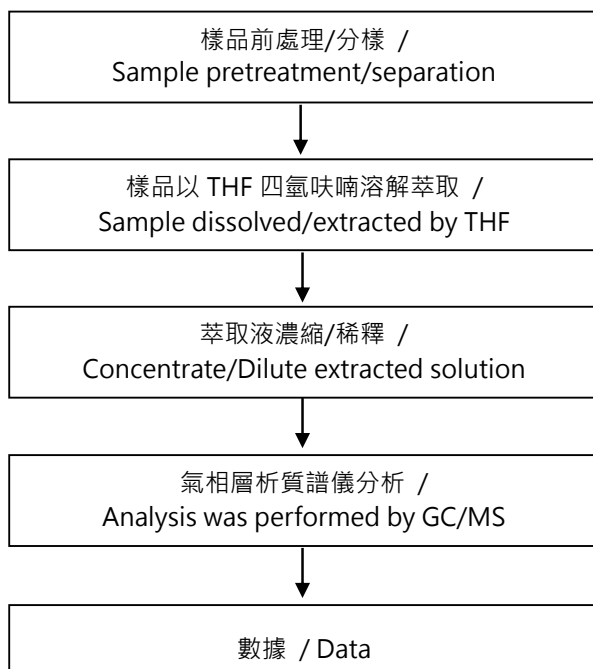 樣品前處理/分樣 /
Sample pretreatment/separation
樣品以 THF 四氫呋喃溶解萃取 /
Sample dissolved/extracted by THF
萃取液濃縮/稀釋 /
Concentrate/Dilute extracted solution
氣相層析質譜儀分析 /
Analysis was performed by GC/MS
數據 / Data